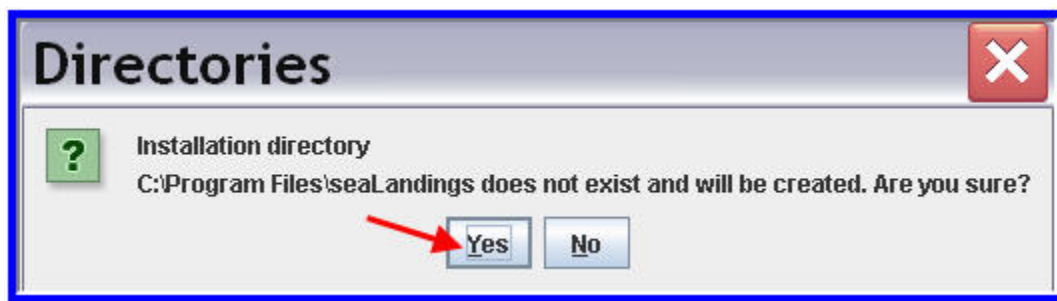 Directories
?
Installation directory
C:\Program Files\seaLandings does not exist and will be created. Are you sure?
Yes No